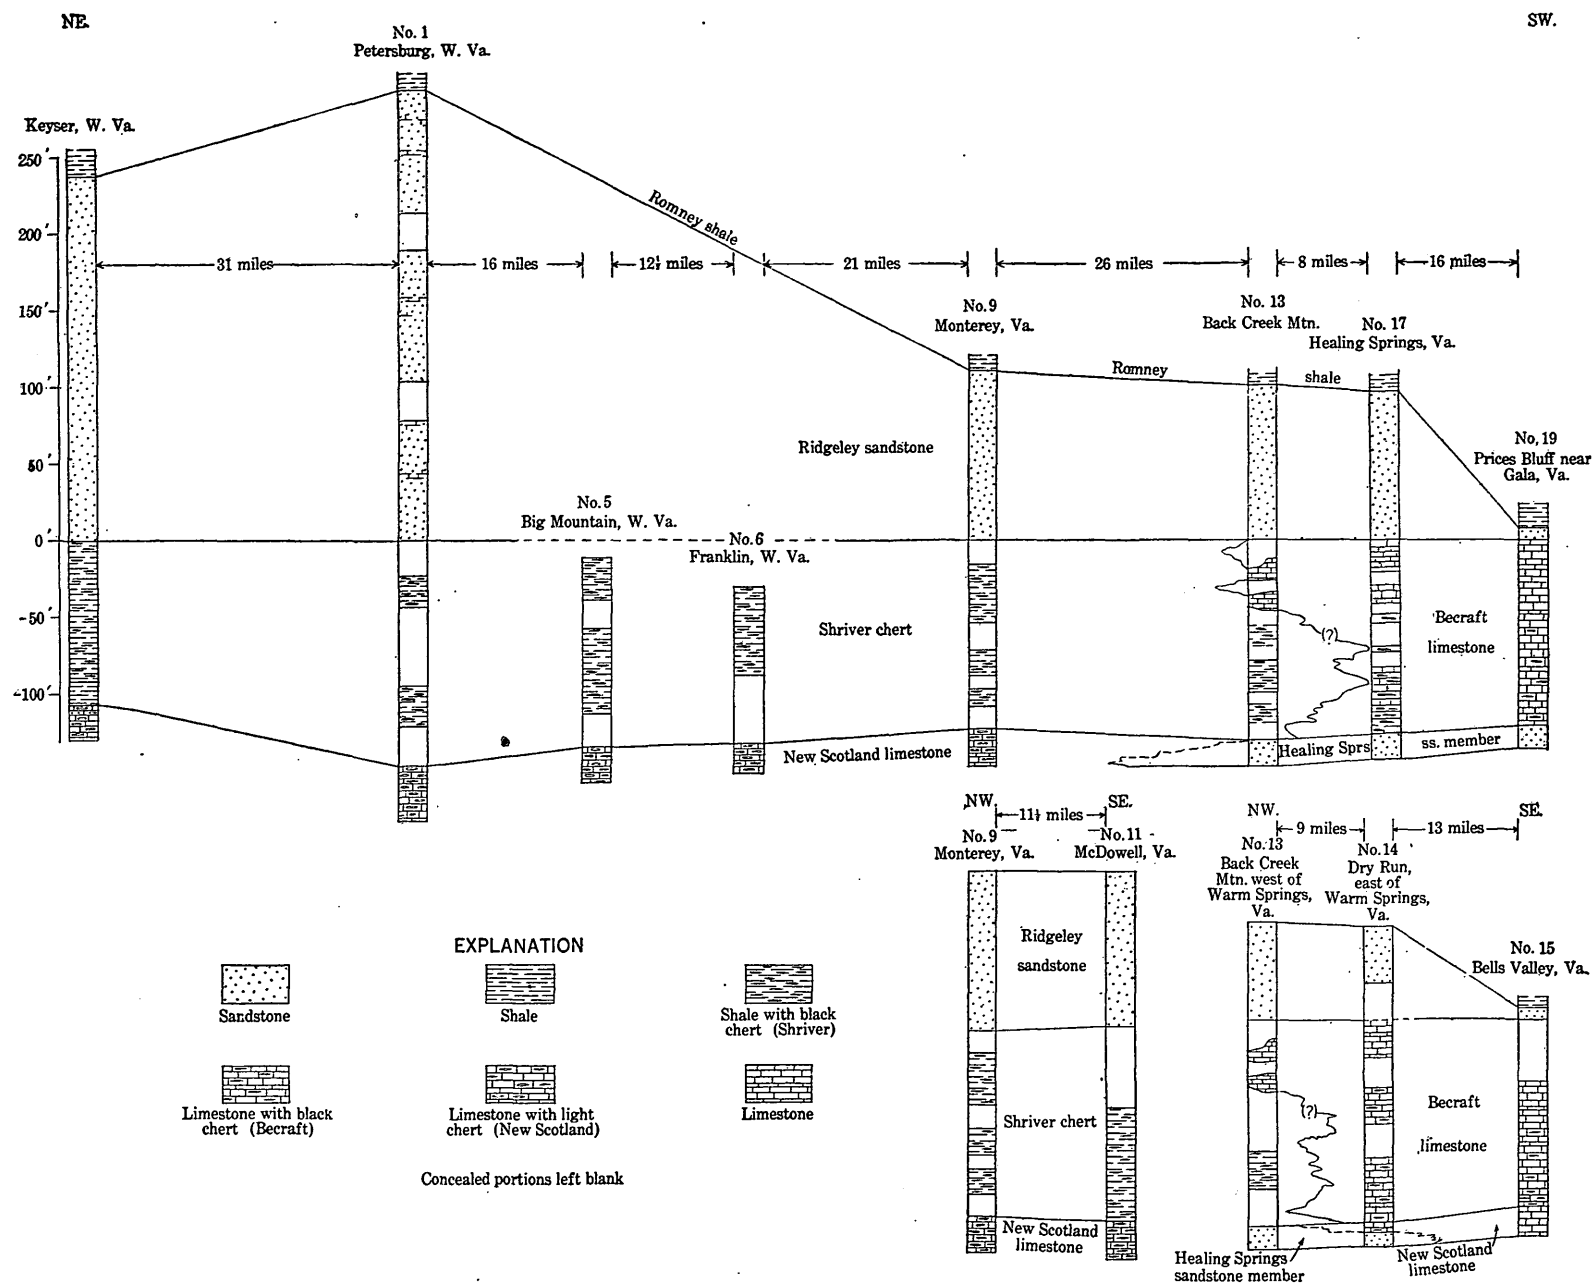 NE.
SW.
No. 1
Petersburg, W. Va.
Keyser, W. Va.
250'
200'
150'
100'
50'
0'
-50'
-100'
Romney shale
31 miles
16 miles
12½ miles
21 miles
26 miles
8 miles
16 miles
No. 9
Monterey, Va.
No. 13
Back Creek Mtn.
No. 17
Healing Springs, Va.
Romney
shale
No. 19
Prices Bluff near
Gala, Va.
Ridgeley sandstone
No. 5
Big Mountain, W. Va.
No. 6
Franklin, W. Va.
Shriver chert
(?)
Becraft
limestone
New Scotland limestone
Healing Sprs
ss. member
NW.
11½ miles
SE.
No. 9
Monterey, Va.
No. 11
McDowell, Va.
Ridgeley
sandstone
Shriver chert
New Scotland
limestone
NW.
SE.
9 miles
13 miles
No. 13
Back Creek
Mtn. west of
Warm Springs,
Va.
No. 14
Dry Run,
east of
Warm Springs,
Va.
No. 15
Bells Valley, Va.
(?)
Becraft
limestone
Healing Springs
sandstone member
New Scotland
limestone
EXPLANATION
Sandstone
Shale
Shale with black
chert (Shriver)
Limestone with black
chert (Becraft)
Limestone with light
chert (New Scotland)
Limestone
Concealed portions left blank